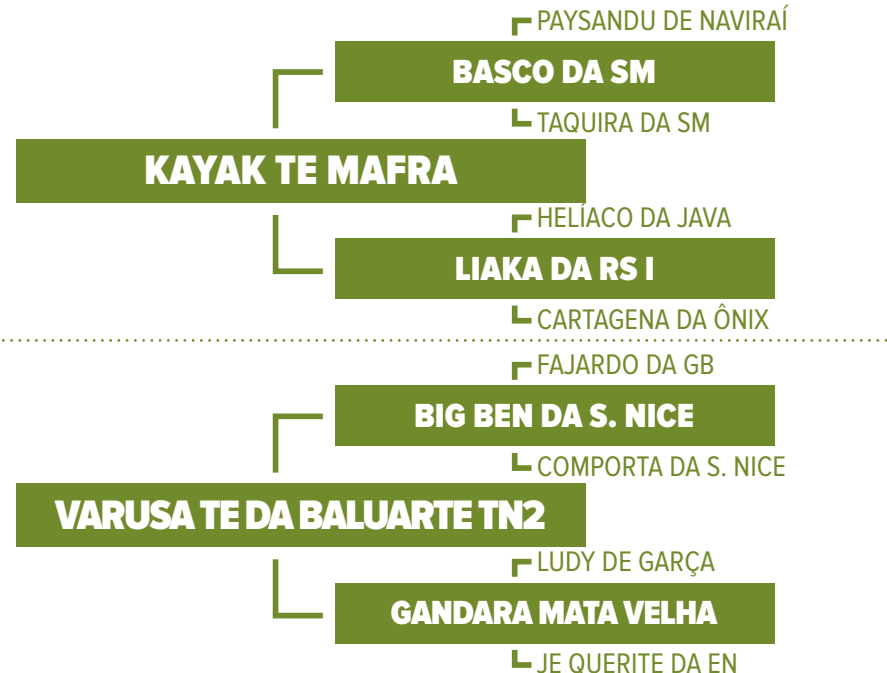 PAYSANDU DE NAVIRAÍ
BASCO DA SM
TAQUIRA DA SM
KAYAK TE MAFRA
HELÍACO DA JAVA
LIAKA DA RS I
CARTAGENA DA ÔNIX
FAJARDO DA GB
BIG BEN DA S. NICE
COMPORTA DA S. NICE
VARUSA TE DA BALUARTE TN2
LUDY DE GARÇA
GANDARA MATA VELHA
JE QUERITE DA EN